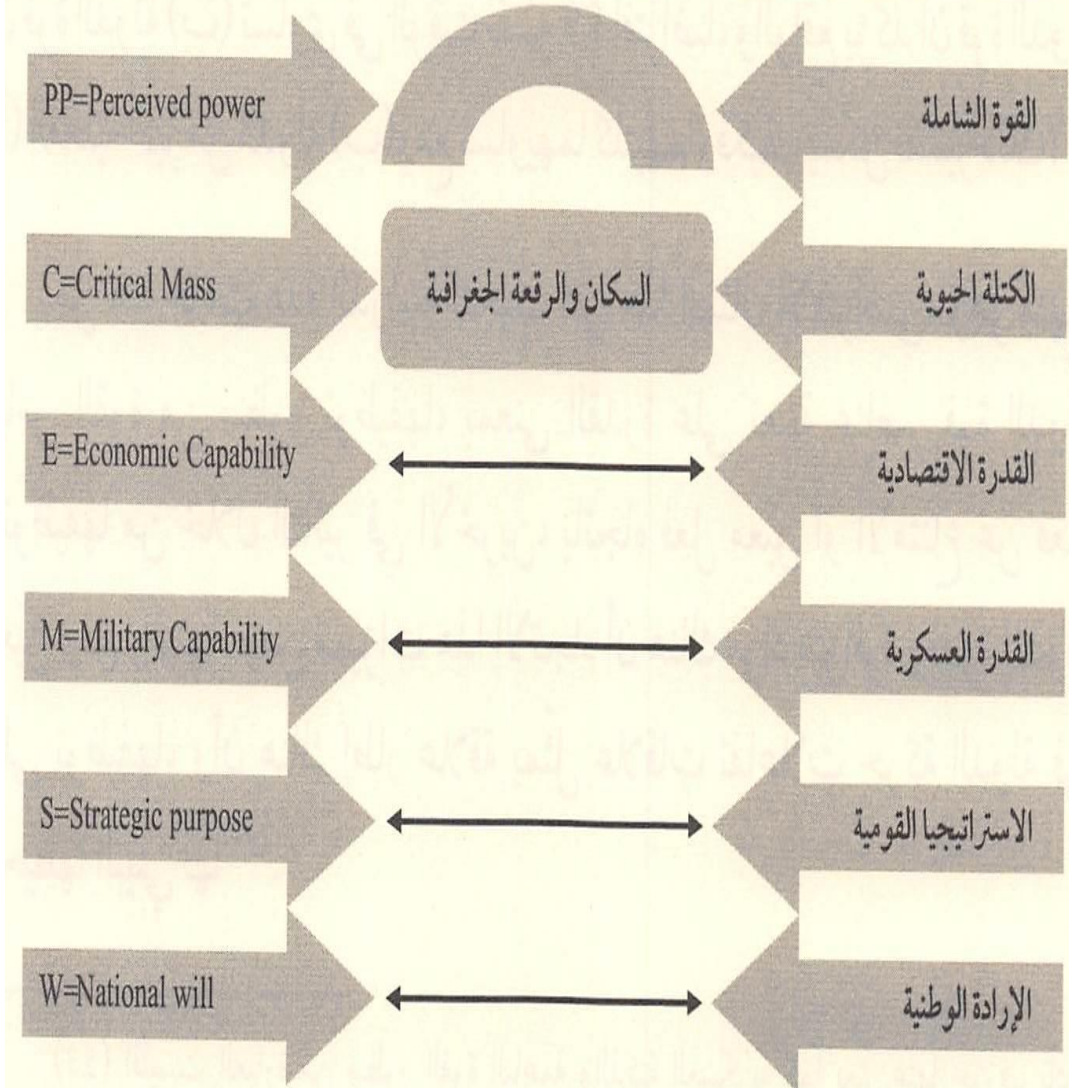 PP=Perceived power
القوة الشاملة
C=Critical Mass
السكان والرقعة الجغرافية
الكتلة الحيوية
E=Economic Capability
القدرة الاقتصادية
M=Military Capability
القدرة العسكرية
S=Strategic purpose
الاستراتيجيا القومية
W=National will
الإرادة الوطنية